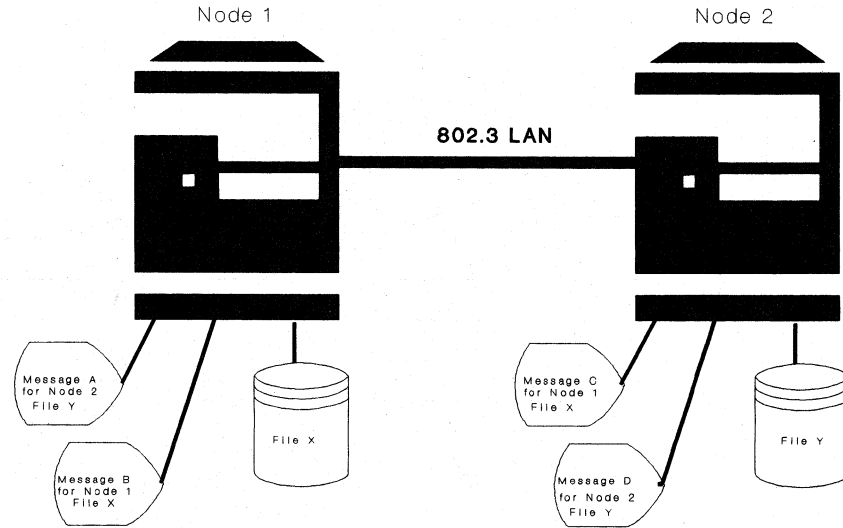 Node 1
Node 2
802.3 LAN
Message A
for Node 2
File Y
Message B
for Node 1
File X
File X
Message C
for Node 1
File X
Message D
for Node 2
File Y
File Y